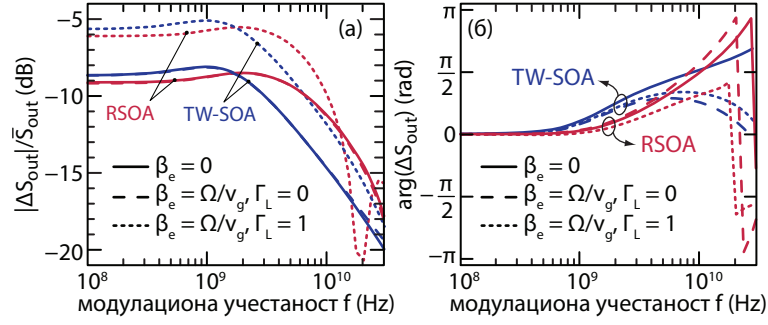 (а)
|ΔS_out|/S̄_out (dB)
−5
−10
−15
−20
RSOA
TW-SOA
β_e = 0
β_e = Ω/v_g, Γ_L = 0
β_e = Ω/v_g, Γ_L = 1
10^8
10^9
10^10
модулациона учестаност f (Hz)
(б)
arg(ΔS_out) (rad)
π
π/2
0
−π/2
−π
TW-SOA
RSOA
β_e = 0
β_e = Ω/v_g, Γ_L = 0
β_e = Ω/v_g, Γ_L = 1
10^8
10^9
10^10
модулациона учестаност f (Hz)